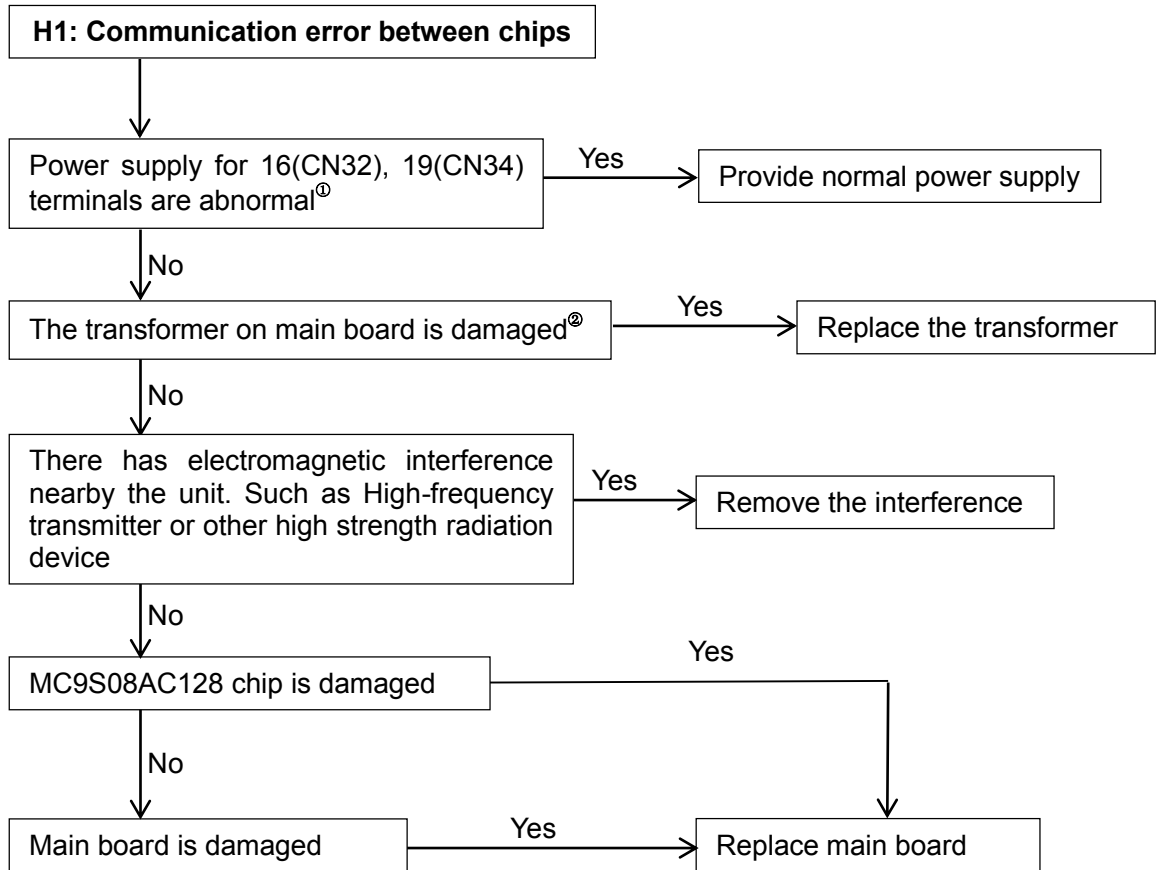 H1: Communication error between chips
Power supply for 16(CN32), 19(CN34)
terminals are abnormal①
Yes
Provide normal power supply
No
The transformer on main board is damaged②
Yes
Replace the transformer
No
There has electromagnetic interference
nearby the unit. Such as High-frequency
transmitter or other high strength radiation
device
Yes
Remove the interference
No
MC9S08AC128 chip is damaged
Yes
No
Main board is damaged
Yes
Replace main board